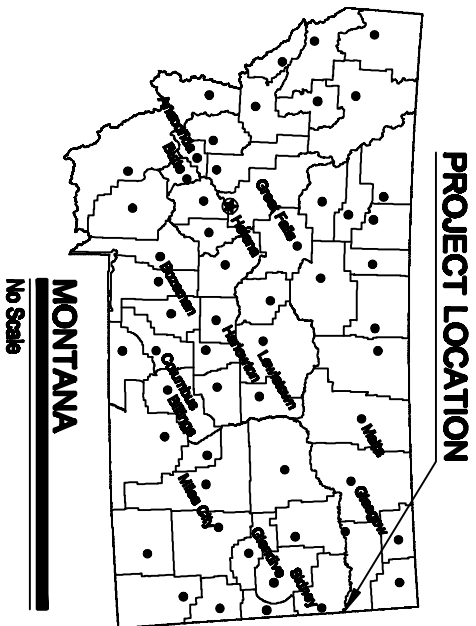 PROJECT LOCATION
Malta
Glasgow
Great Falls
Lewistown
Sidney
Glendive
Helena
Harlowton
Anaconda
Butte
Miles City
Bozeman
Columbus
Billings
MONTANA
No Scale